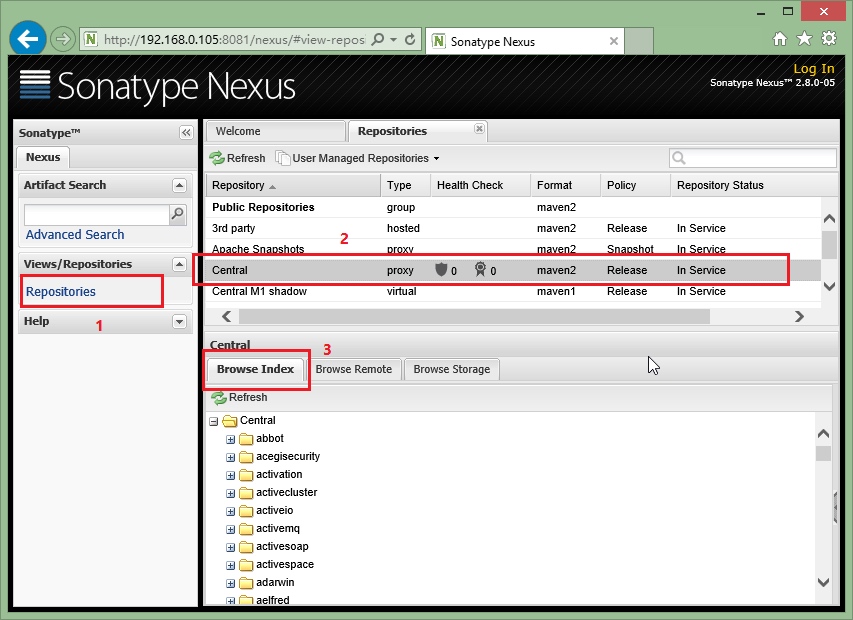 http://192.168.0.105:8081/nexus/#view-repos
Sonatype Nexus
Sonatype Nexus
Log In
Sonatype Nexus™ 2.8.0-05
Sonatype™
Nexus
Artifact Search
Advanced Search
Views/Repositories
Repositories
1
Help
Welcome
Repositories
Refresh User Managed Repositories
Repository Type Health Check Format Policy Repository Status
Public Repositories group maven2
3rd party hosted maven2 Release In Service
2
Apache Snapshots proxy maven2 Snapshot In Service
Central proxy 0 0 maven2 Release In Service
Central M1 shadow virtual maven1 Release In Service
Central
3
Browse Index Browse Remote Browse Storage
Refresh
Central
abbot
acegisecurity
activation
activecluster
activeio
activemq
activesoap
activespace
adarwin
aelfred